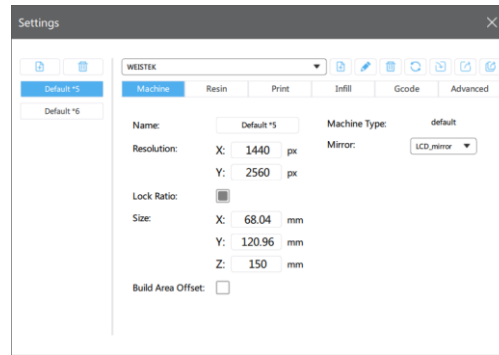 Settings
WEISTEK
Default *5
Default *6
Machine Resin Print Infill Gcode Advanced
Name: Default *5 Machine Type: default
Resolution: X: 1440 px Mirror: LCD_mirror
Y: 2560 px
Lock Ratio:
Size: X: 68.04 mm
Y: 120.96 mm
Z: 150 mm
Build Area Offset: